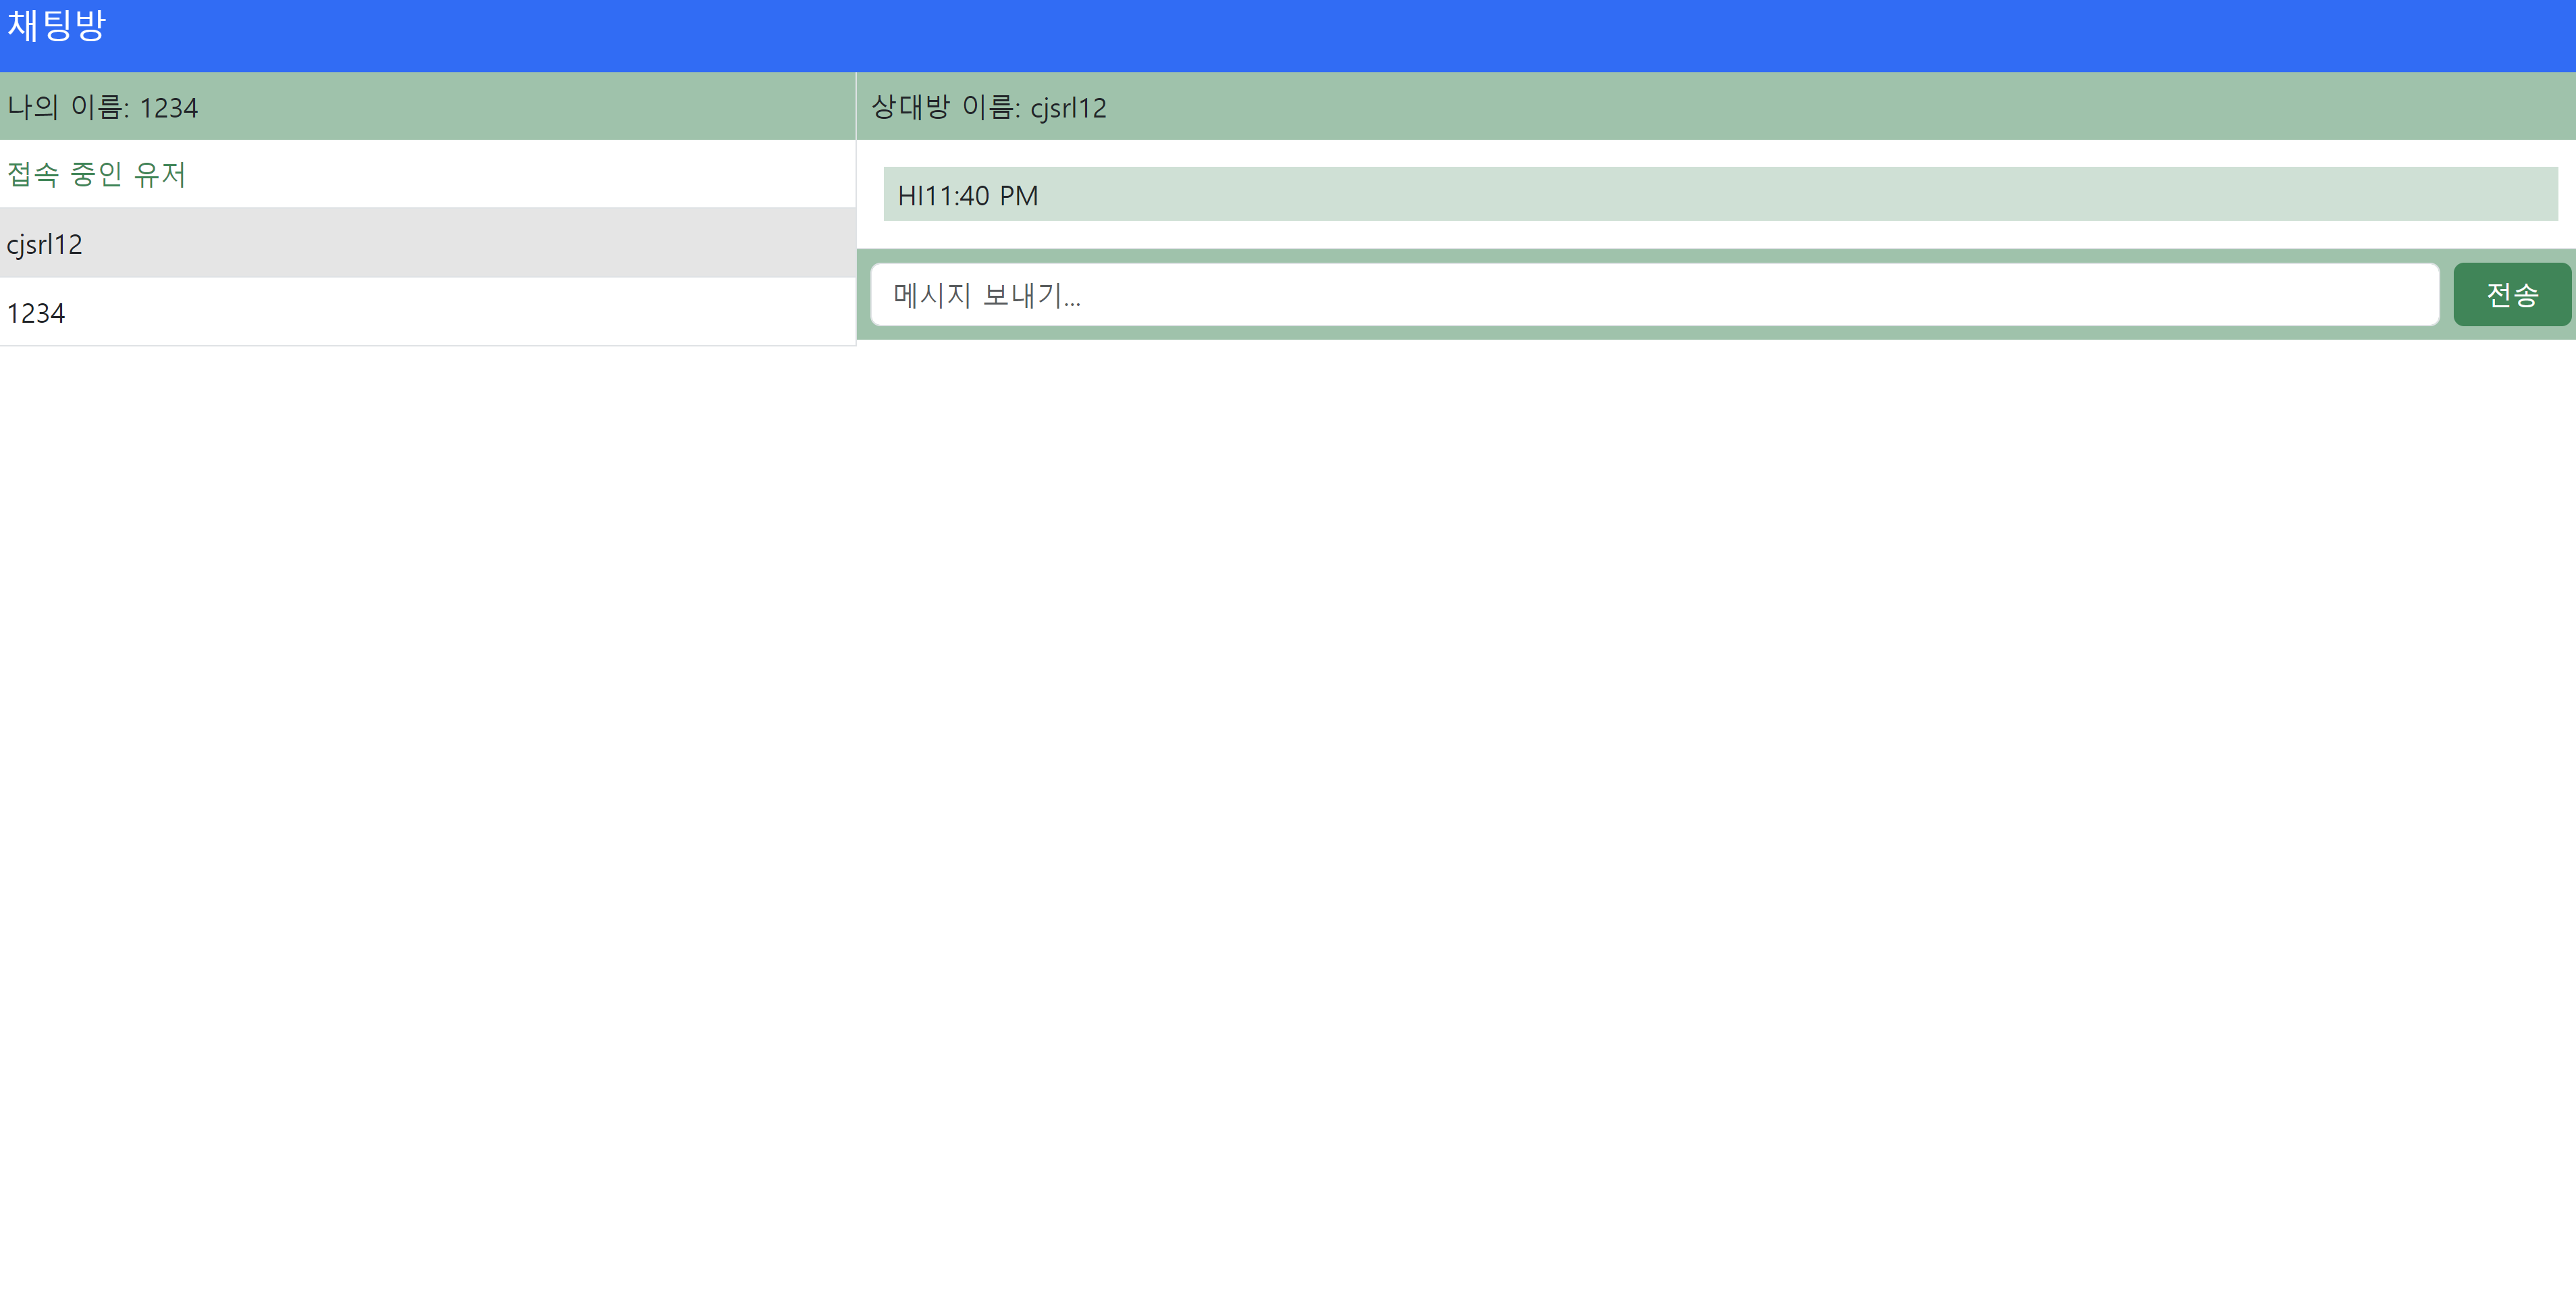 채팅방
나의 이름: 1234
상대방 이름: cjsrl12
접속 중인 유저
cjsrl12
1234
HI11:40 PM
메시지 보내기...
전송